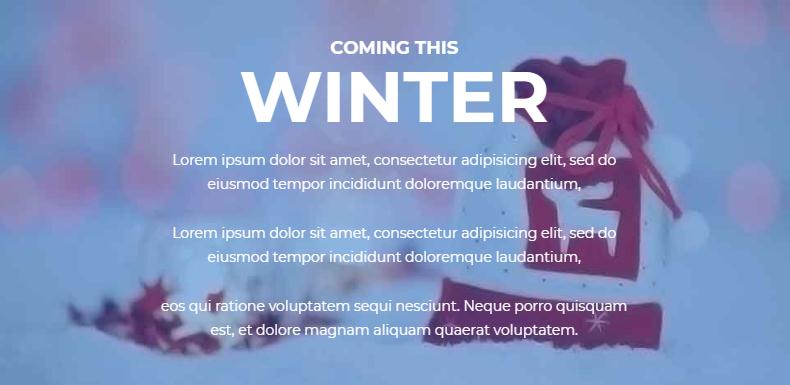 COMING THIS
WINTER
Lorem ipsum dolor sit amet, consectetur adipisicing elit, sed do
eiusmod tempor incididunt doloremque laudantium,
Lorem ipsum dolor sit amet, consectetur adipisicing elit, sed do
eiusmod tempor incididunt doloremque laudantium,
eos qui ratione voluptatem sequi nesciunt. Neque porro quisquam
est, et dolore magnam aliquam quaerat voluptatem.